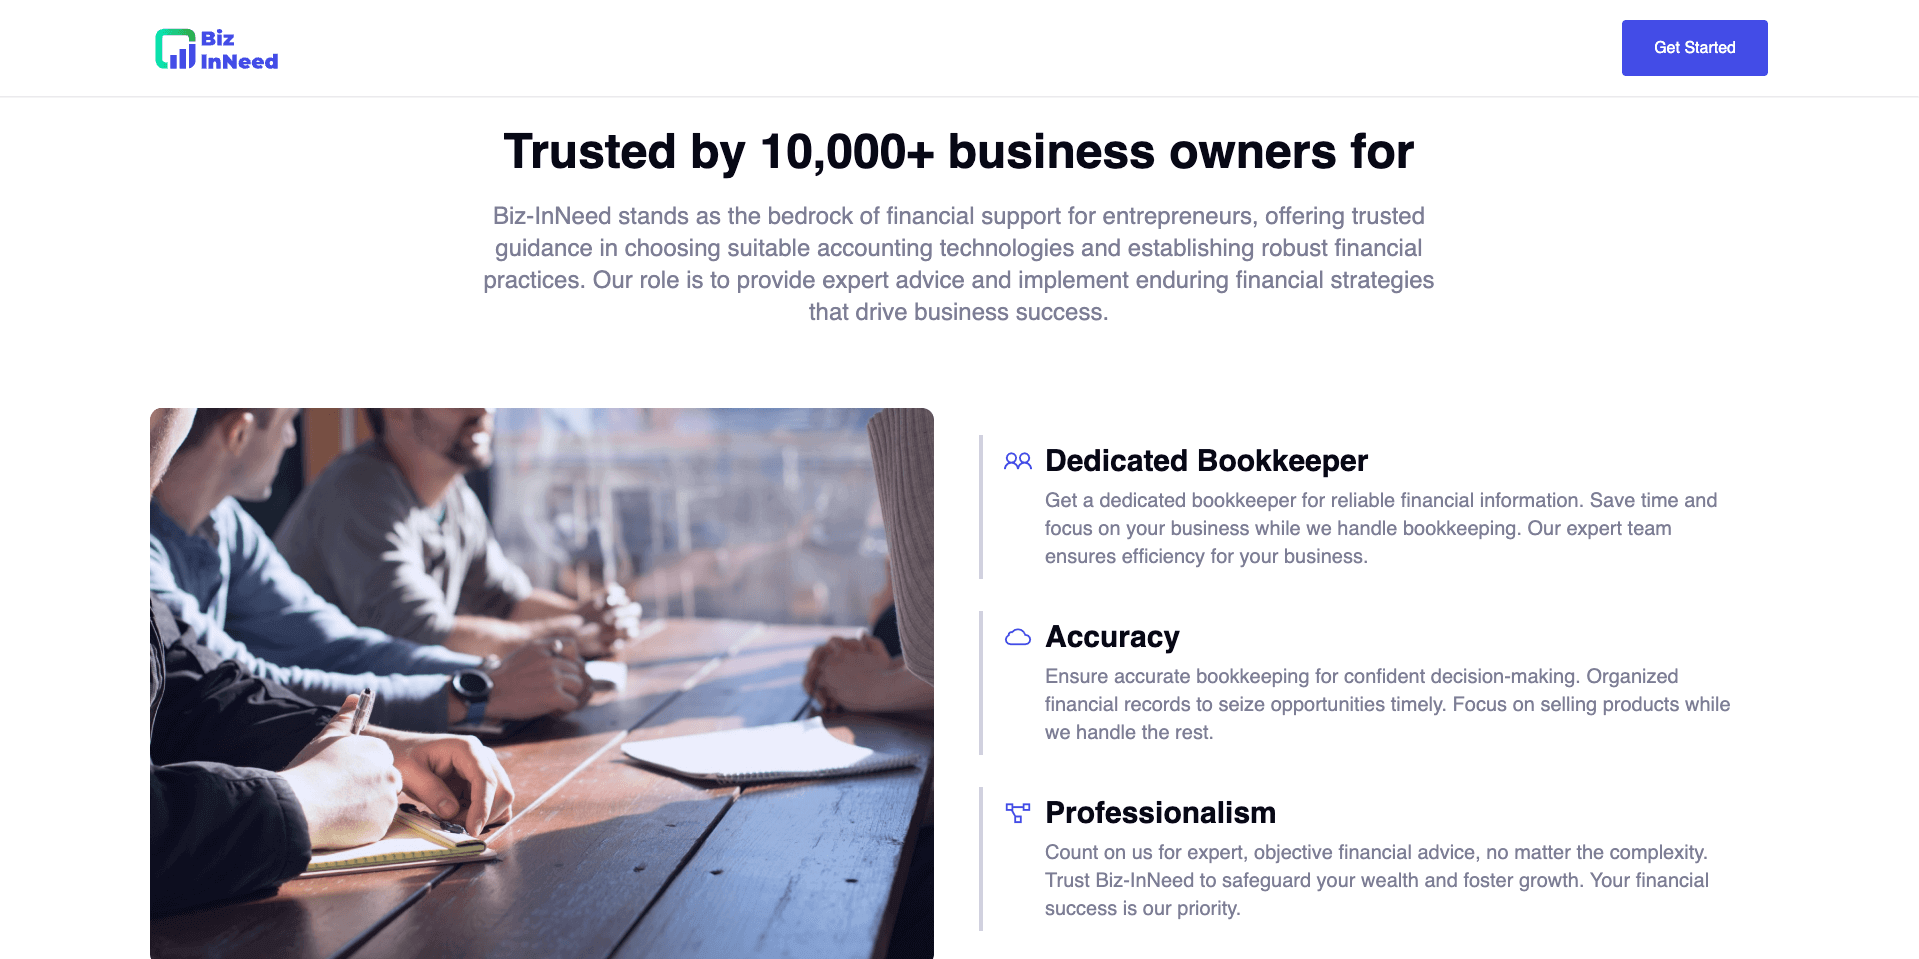 Biz
InNeed
Get Started
Trusted by 10,000+ business owners for
Biz-InNeed stands as the bedrock of financial support for entrepreneurs, offering trusted
guidance in choosing suitable accounting technologies and establishing robust financial
practices. Our role is to provide expert advice and implement enduring financial strategies
that drive business success.
Dedicated Bookkeeper
Get a dedicated bookkeeper for reliable financial information. Save time and
focus on your business while we handle bookkeeping. Our expert team
ensures efficiency for your business.
Accuracy
Ensure accurate bookkeeping for confident decision-making. Organized
financial records to seize opportunities timely. Focus on selling products while
we handle the rest.
Professionalism
Count on us for expert, objective financial advice, no matter the complexity.
Trust Biz-InNeed to safeguard your wealth and foster growth. Your financial
success is our priority.